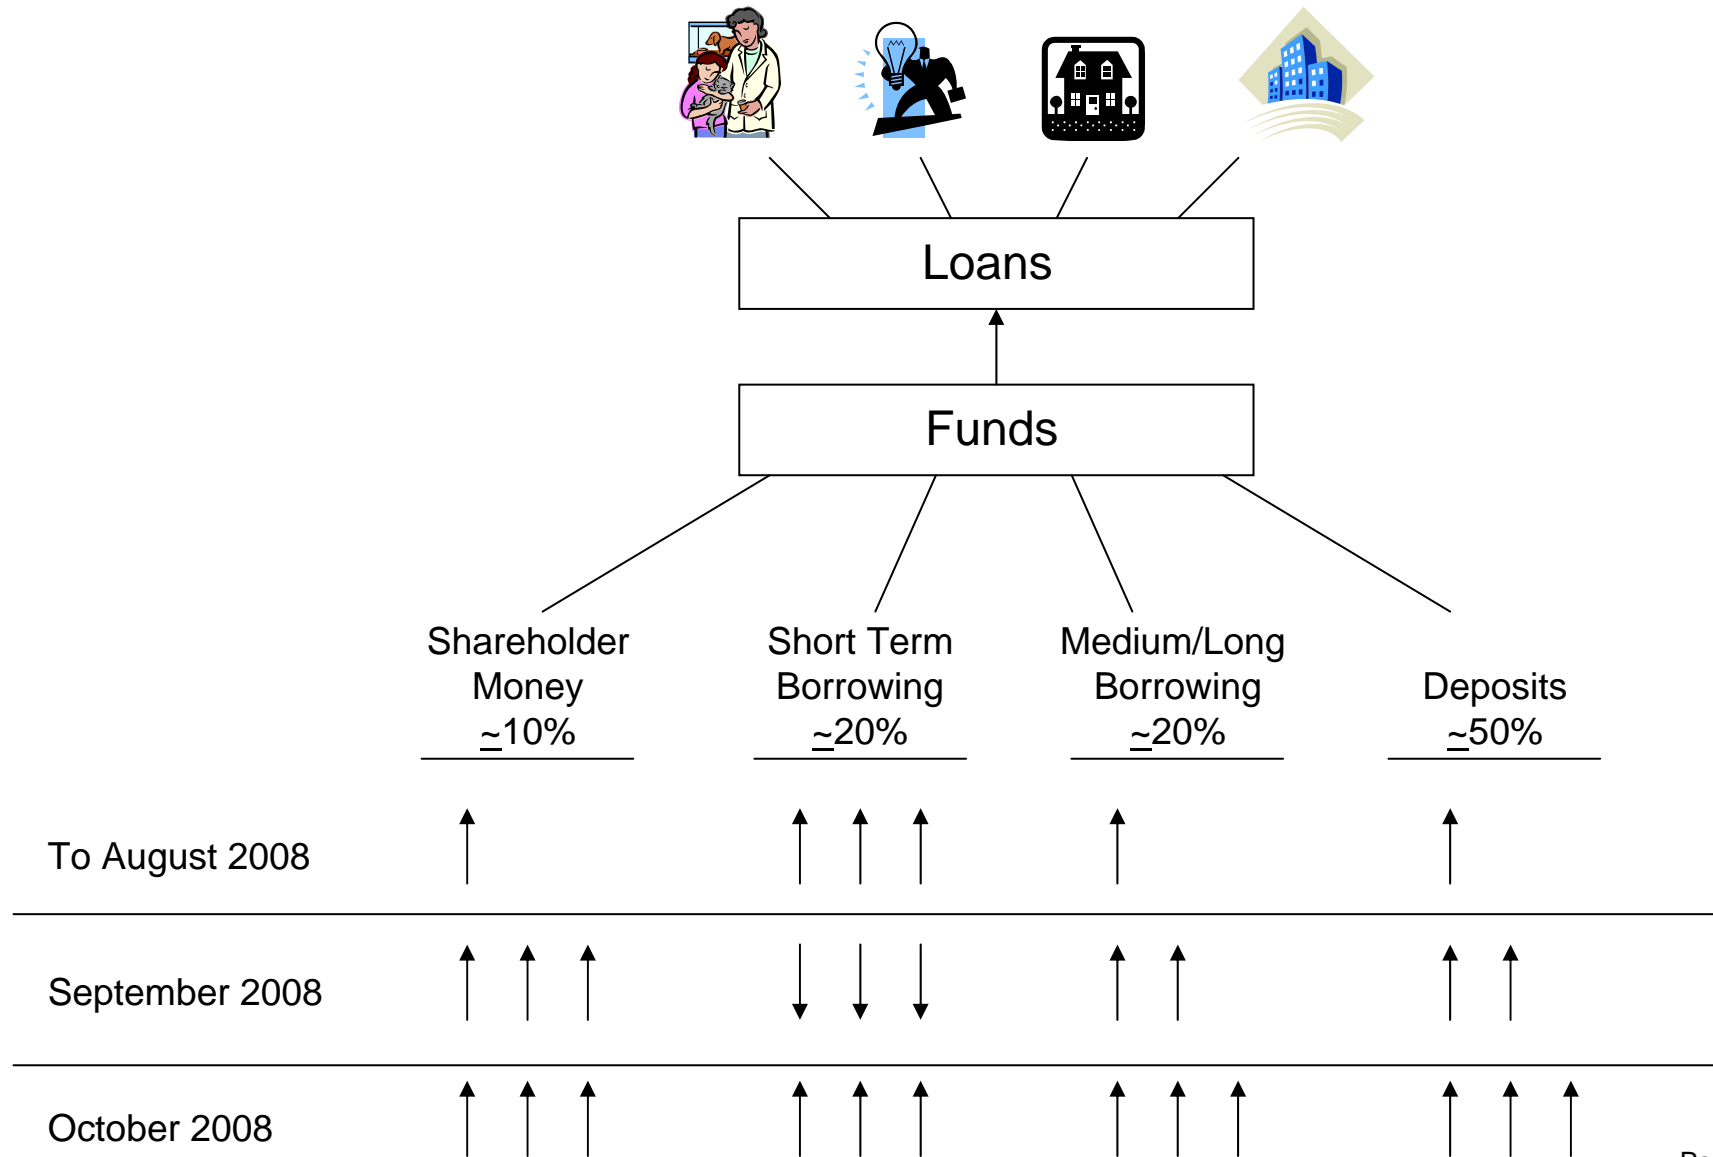 Loans
Funds
Shareholder
Money
~10%
Short Term
Borrowing
~20%
Medium/Long
Borrowing
~20%
Deposits
~50%
To August 2008
September 2008
October 2008